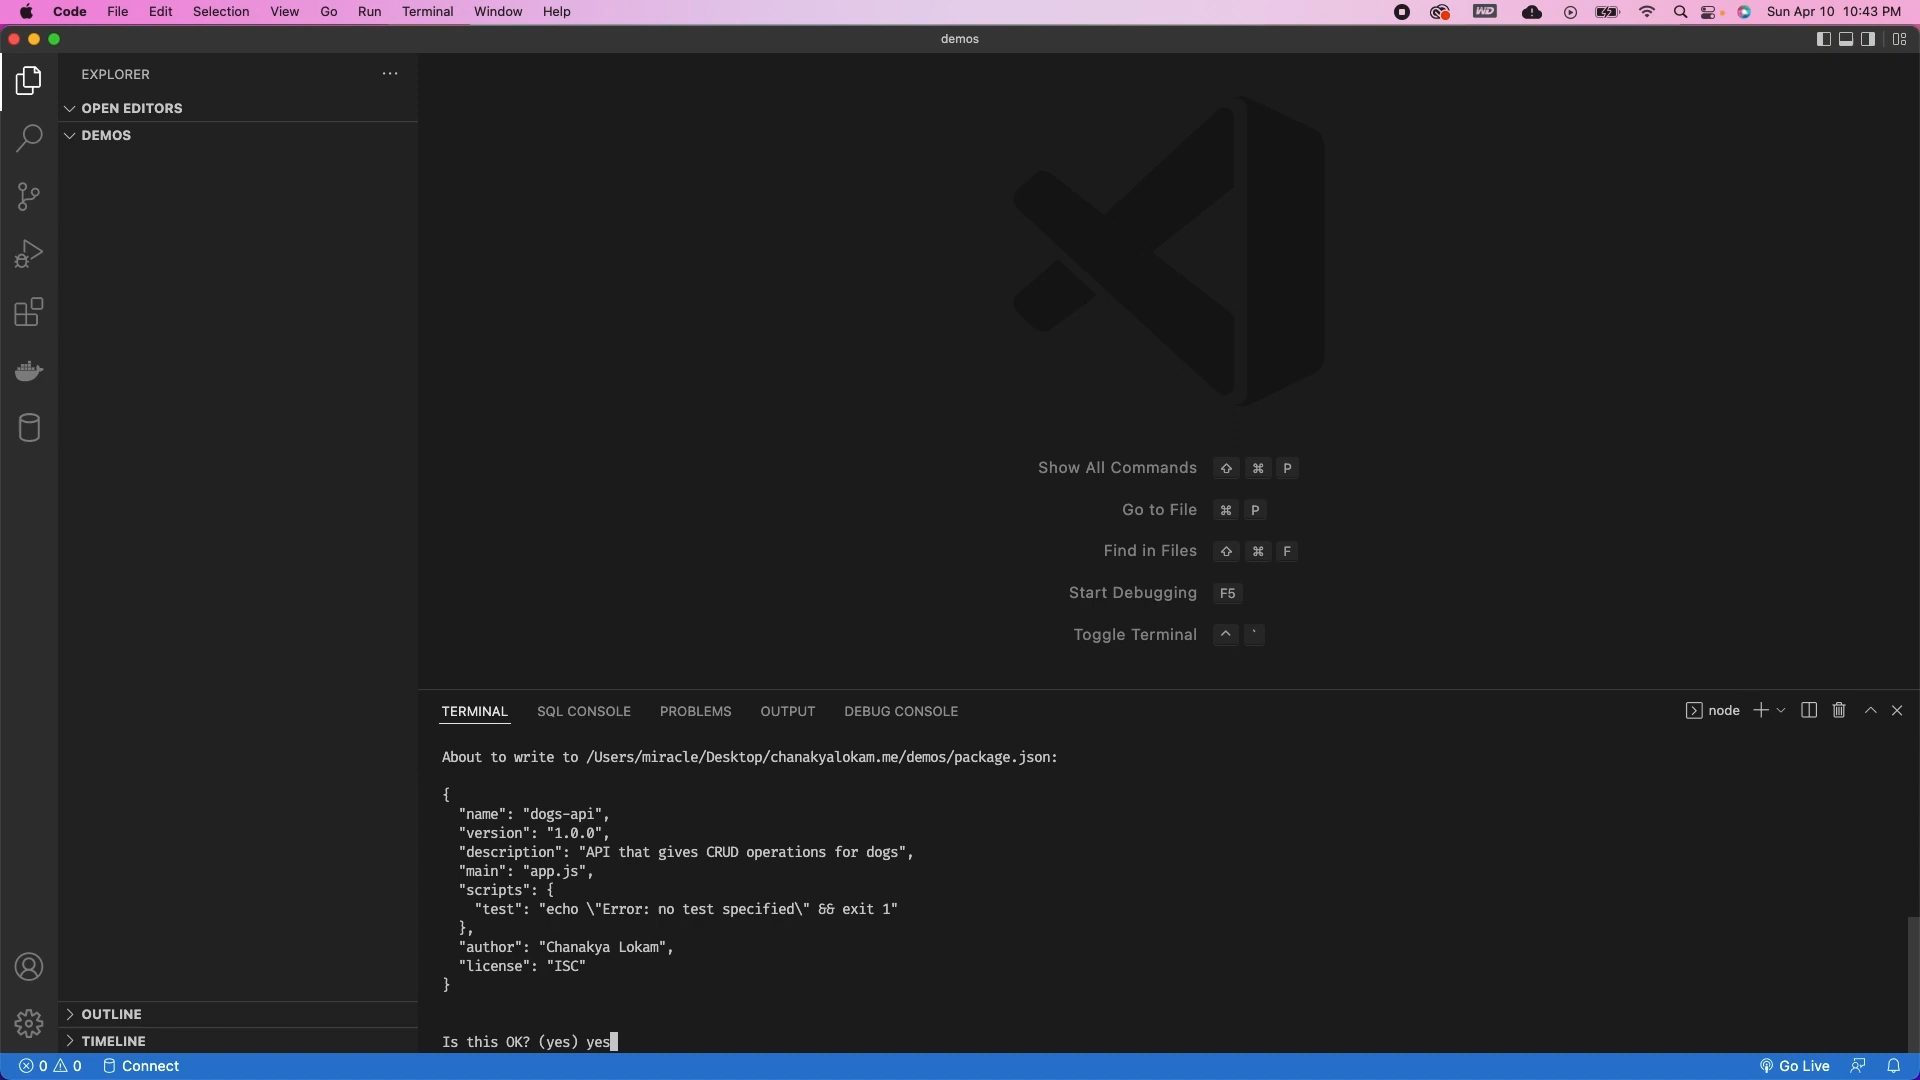 Code File Edit Selection View Go Run Terminal Window Help WD Sun Apr 10 10:43 PM
demos
EXPLORER
OPEN EDITORS
DEMOS
Show All Commands ⇧ ⌘ P
Go to File ⌘ P
Find in Files ⇧ ⌘ F
Start Debugging F5
Toggle Terminal ^ `
TERMINAL SQL CONSOLE PROBLEMS OUTPUT DEBUG CONSOLE node
About to write to /Users/miracle/Desktop/chanakyalokam.me/demos/package.json:
{
"name": "dogs-api",
"version": "1.0.0",
"description": "API that gives CRUD operations for dogs",
"main": "app.js",
"scripts": {
"test": "echo \"Error: no test specified\" && exit 1"
},
"author": "Chanakya Lokam",
"license": "ISC"
}
Is this OK? (yes) yes
OUTLINE
TIMELINE
0 0 Connect Go Live